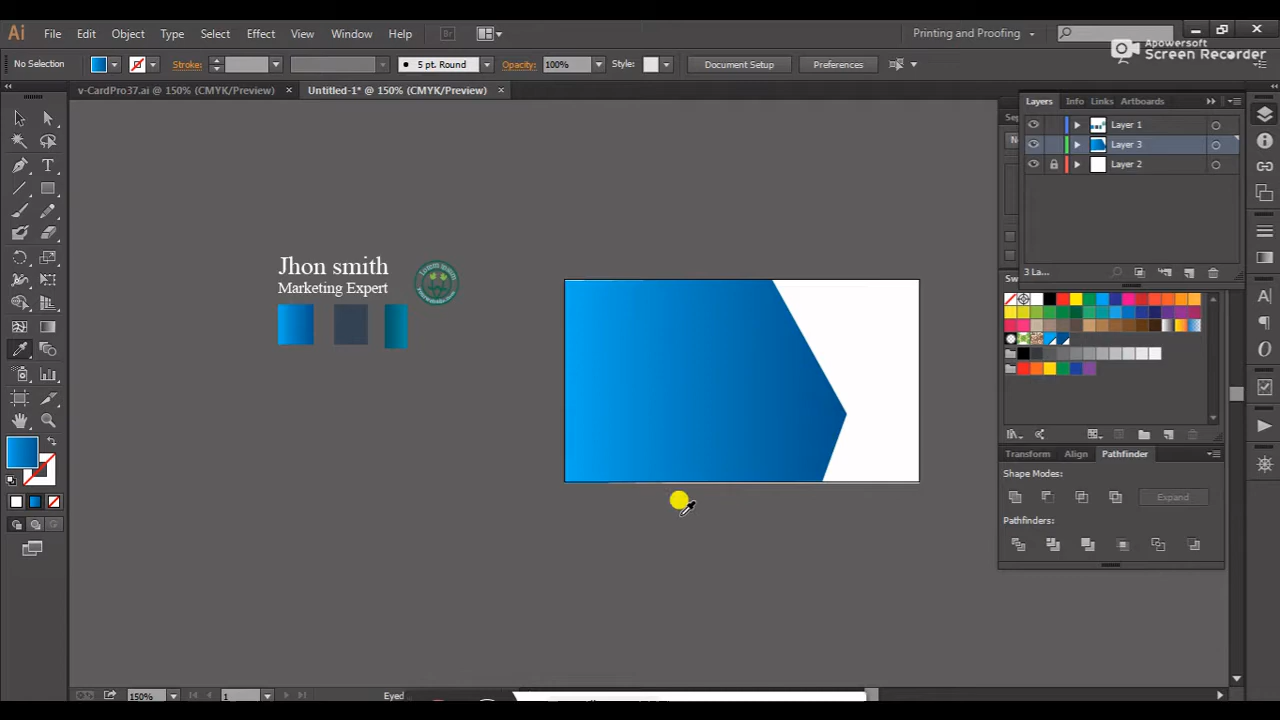 Ai File Edit Object Type Select Effect View Window Help Br Printing and Proofing
Apowersoft
Screen Recorder
No Selection Stroke: 5 pt. Round Opacity: 100% Style: Document Setup Preferences
v-CardPro37.ai @ 150% (CMYK/Preview) × Untitled-1* @ 150% (CMYK/Preview) ×
Layers Info Links Artboards
Layer 1
Layer 3
Layer 2
Jhon smith
Marketing Expert
3 La...
Transform Align Pathfinder
Shape Modes:
Expand
Pathfinders:
150% 1 Eyed